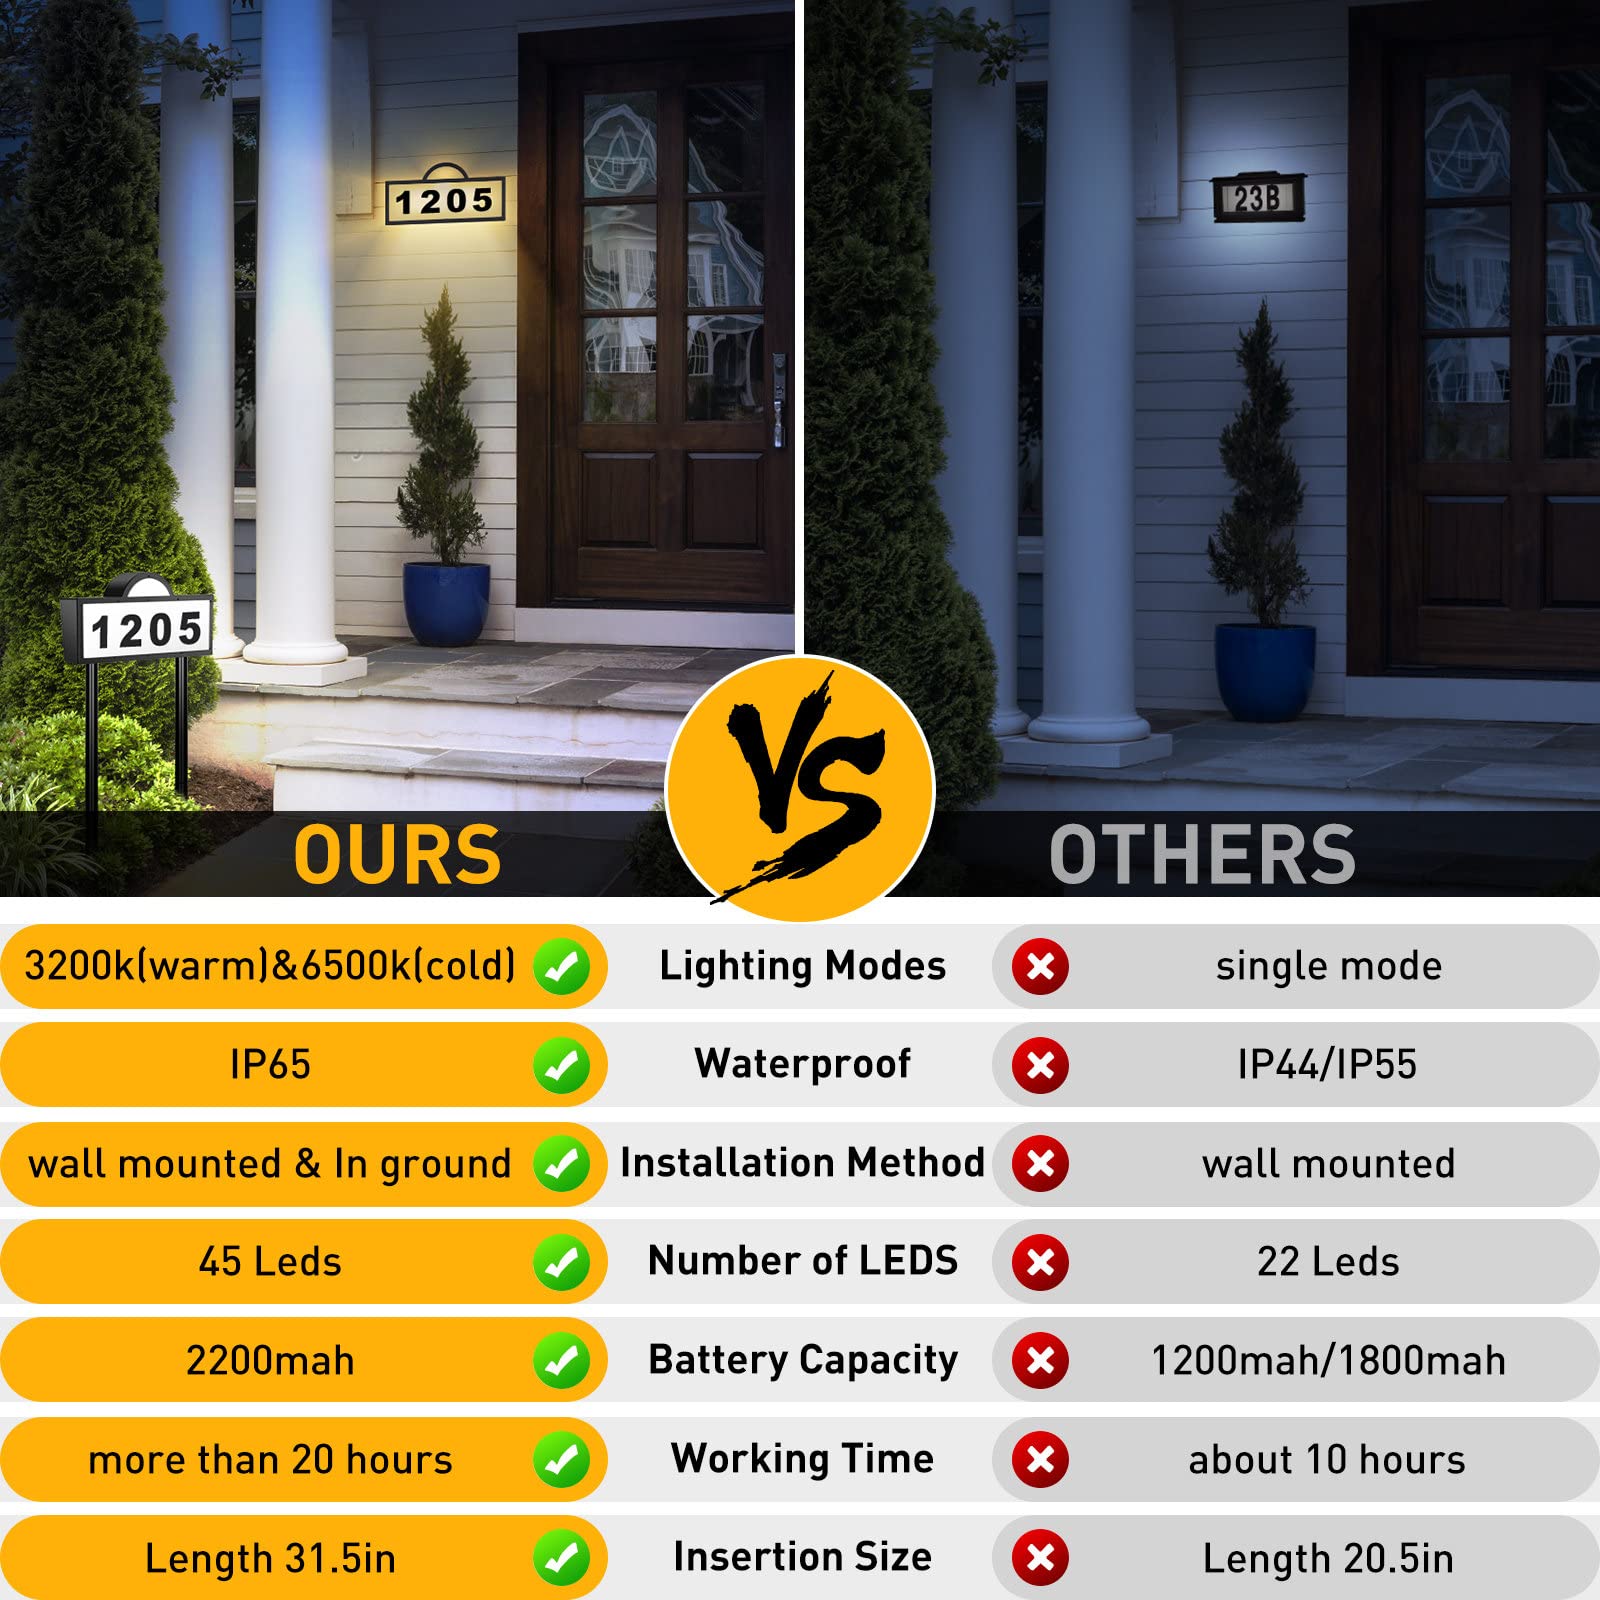 1205
23B
1205
VS
OURS
OTHERS
3200k(warm)&6500k(cold) Lighting Modes single mode
IP65 Waterproof IP44/IP55
wall mounted & In ground Installation Method wall mounted
45 Leds Number of LEDS 22 Leds
2200mah Battery Capacity 1200mah/1800mah
more than 20 hours Working Time about 10 hours
Length 31.5in Insertion Size Length 20.5in